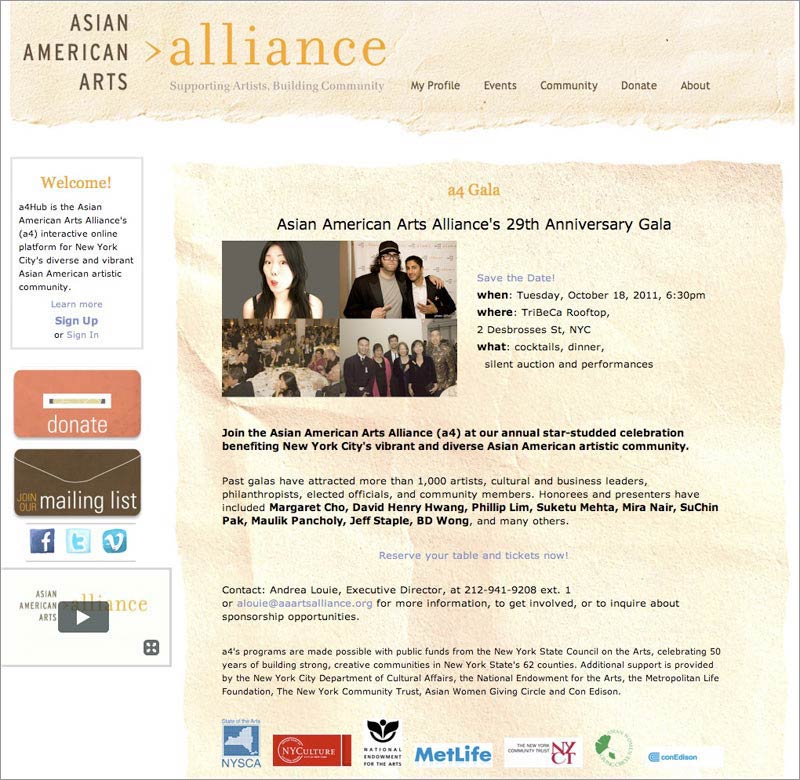 ASIAN
AMERICAN
ARTS
>alliance
Supporting Artists, Building Community
My Profile Events Community Donate About
Welcome!
a4Hub is the Asian
American Arts Alliance's
(a4) interactive online
platform for New York
City's diverse and vibrant
Asian American artistic
community.
Learn more
Sign Up
or Sign In
donate
JOIN
OUR
mailing list
ASIAN
AMERICAN
ARTS
>alliance
a4 Gala
Asian American Arts Alliance's 29th Anniversary Gala
Save the Date!
when: Tuesday, October 18, 2011, 6:30pm
where: TriBeCa Rooftop,
2 Desbrosses St, NYC
what: cocktails, dinner,
silent auction and performances
Join the Asian American Arts Alliance (a4) at our annual star-studded celebration
benefiting New York City's vibrant and diverse Asian American artistic community.
Past galas have attracted more than 1,000 artists, cultural and business leaders,
philanthropists, elected officials, and community members. Honorees and presenters have
included Margaret Cho, David Henry Hwang, Phillip Lim, Suketu Mehta, Mira Nair, SuChin
Pak, Maulik Pancholy, Jeff Staple, BD Wong, and many others.
Reserve your table and tickets now!
Contact: Andrea Louie, Executive Director, at 212-941-9208 ext. 1
or alouie@aaartsalliance.org for more information, to get involved, or to inquire about
sponsorship opportunities.
a4's programs are made possible with public funds from the New York State Council on the Arts, celebrating 50
years of building strong, creative communities in New York State's 62 counties. Additional support is provided
by the New York City Department of Cultural Affairs, the National Endowment for the Arts, the Metropolitan Life
Foundation, The New York Community Trust, Asian Women Giving Circle and Con Edison.
State of the Arts
NYSCA
NYCULTURE
NATIONAL
ENDOWMENT
FOR THE ARTS
MetLife
THE NEW YORK
COMMUNITY TRUST
NY
CT
ASIAN WOMEN
conEdison